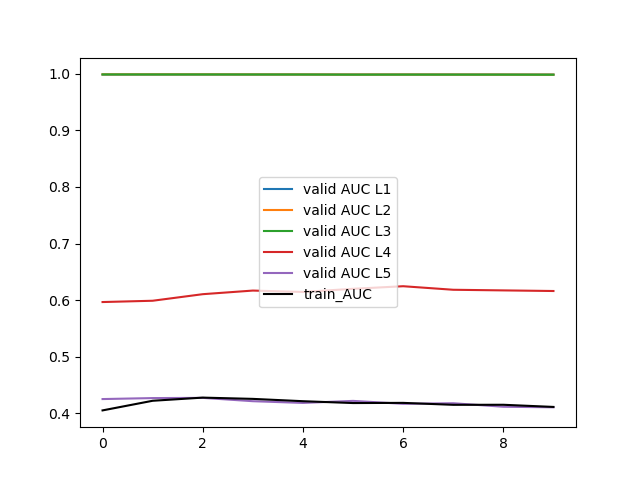 1.0
0.9
0.8
0.7
0.6
0.5
0.4
valid AUC L1
valid AUC L2
valid AUC L3
valid AUC L4
valid AUC L5
train_AUC
0 2 4 6 8